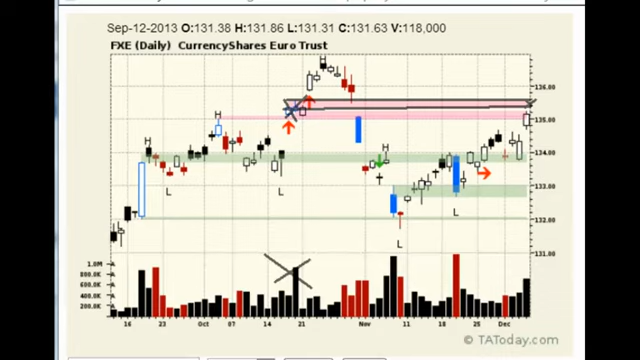 Sep-12-2013 O:131.38 H:131.86 L:131.31 C:131.63 V:118,000
FXE (Daily) CurrencyShares Euro Trust
H
136.00
H
135.00
H
H
134.00
L
L
133.00
L
132.00
L
131.00
1.0M
800.0K
600.0K
400.0K
200.0K
16 23 Oct 07 14 21 Nov 11 18 25 Dec
© TAToday.com